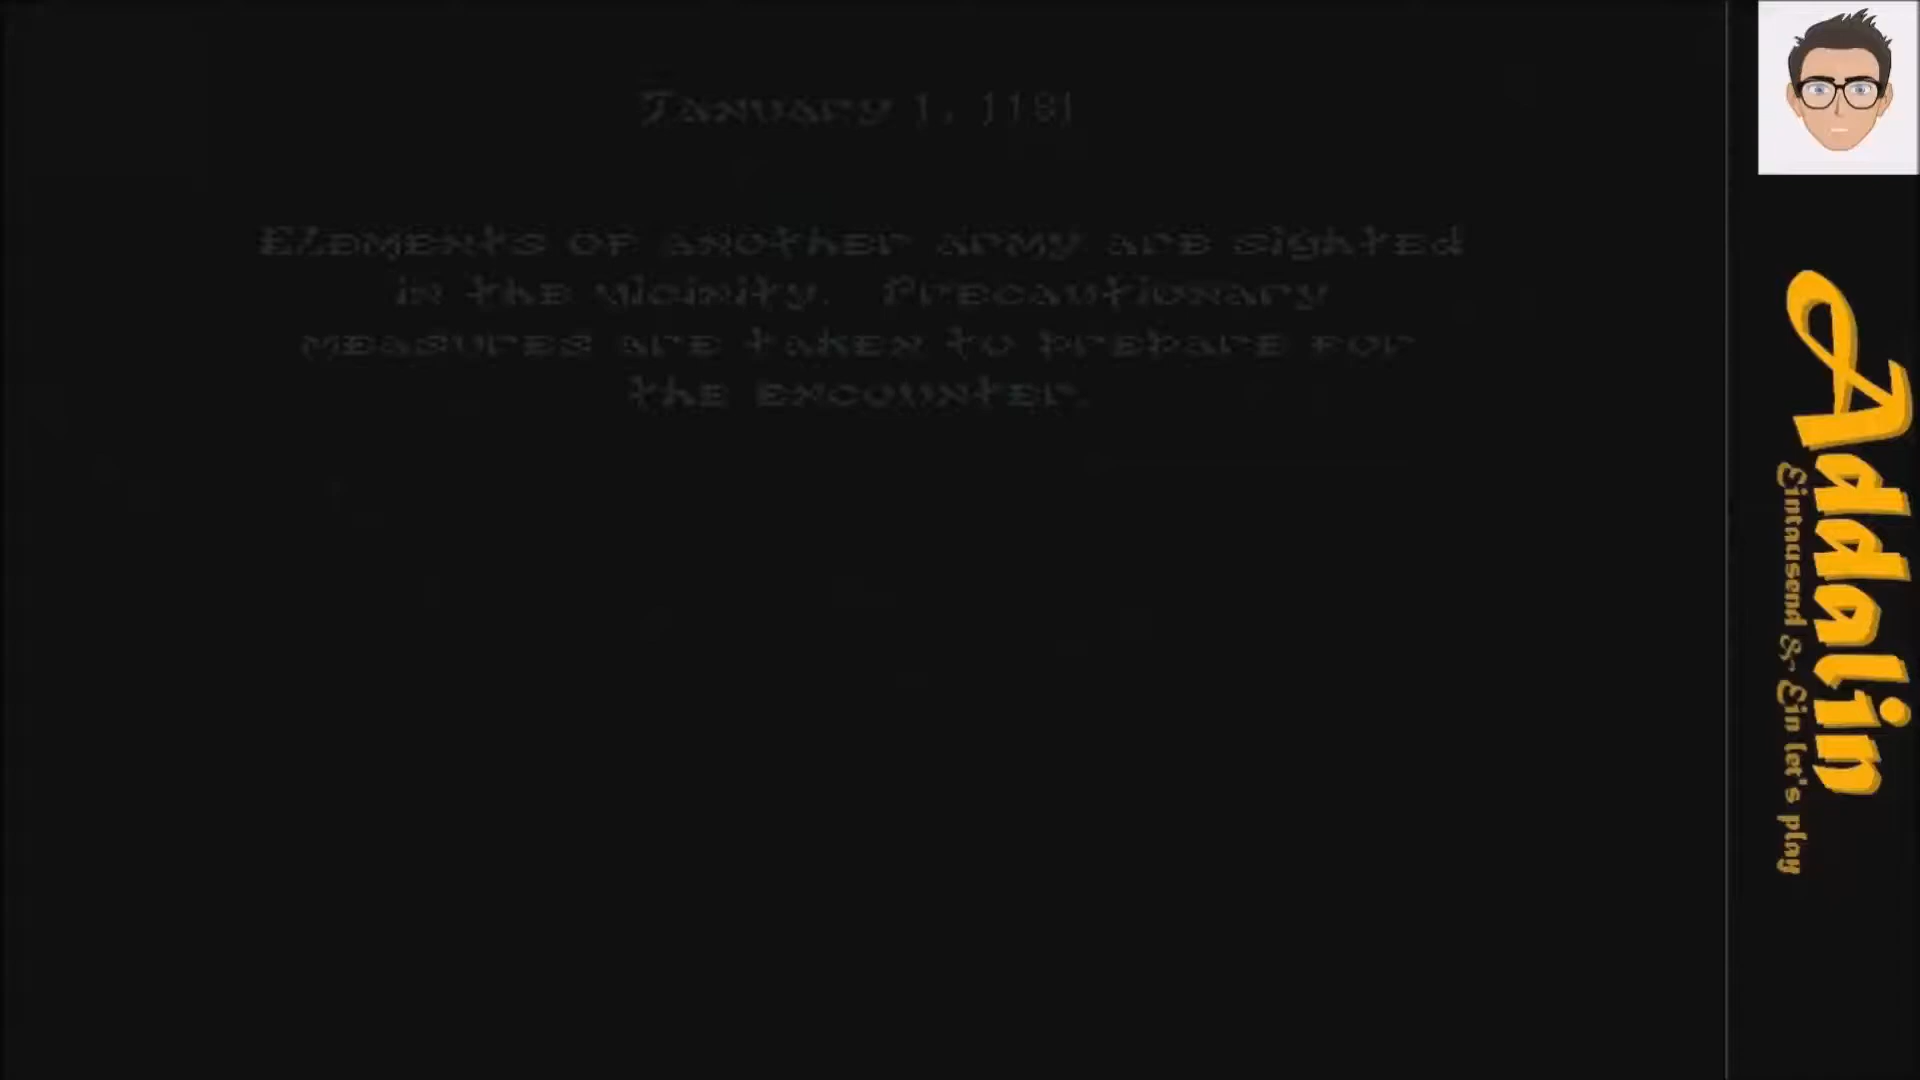 January 1, 1181
Elements of another army are sighted
in the vicinity. Precautionary
measures are taken to prepare for
the encounter.
Addalin
Eintausend & Ein let's play